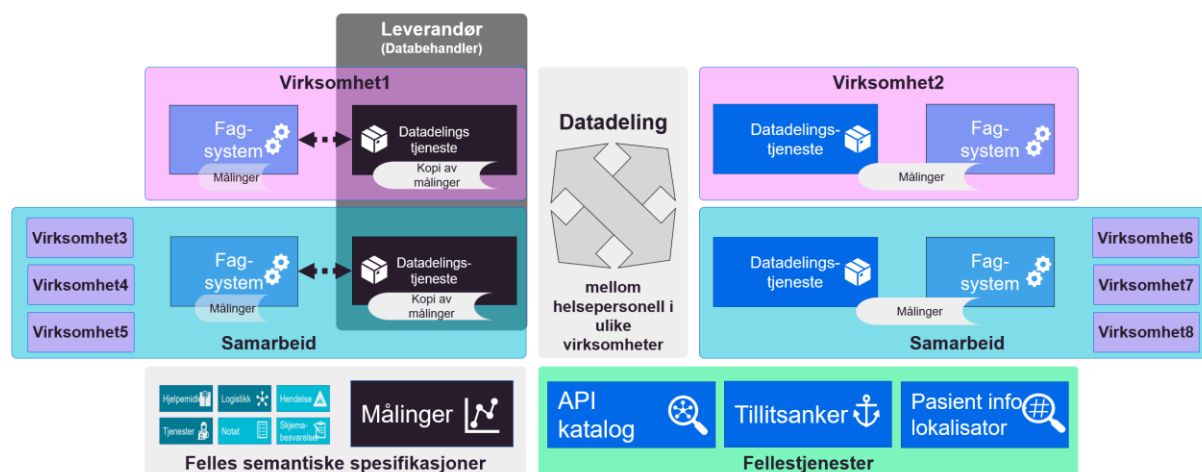 Leverandør
(Databehandler)
Virksomhet1
Fag-
system
Målinger
Datadelings
tjeneste
Kopi av
målinger
Datadeling
mellom
helsepersonell i
ulike
virksomheter
Virksomhet2
Datadelings-
tjeneste
Fag-
system
Målinger
Virksomhet3
Virksomhet4
Virksomhet5
Fag-
system
Målinger
Datadelings-
tjeneste
Kopi av
målinger
Samarbeid
Datadelings-
tjeneste
Fag-
system
Målinger
Virksomhet6
Virksomhet7
Virksomhet8
Samarbeid
Hjelpemidl
Logistikk
Hendelse
Tjenester
Notat
Skjema-
besvarelser
Målinger
Felles semantiske spesifikasjoner
API
katalog
Tillitsanker
Pasient info
lokalisator
Fellestjenester